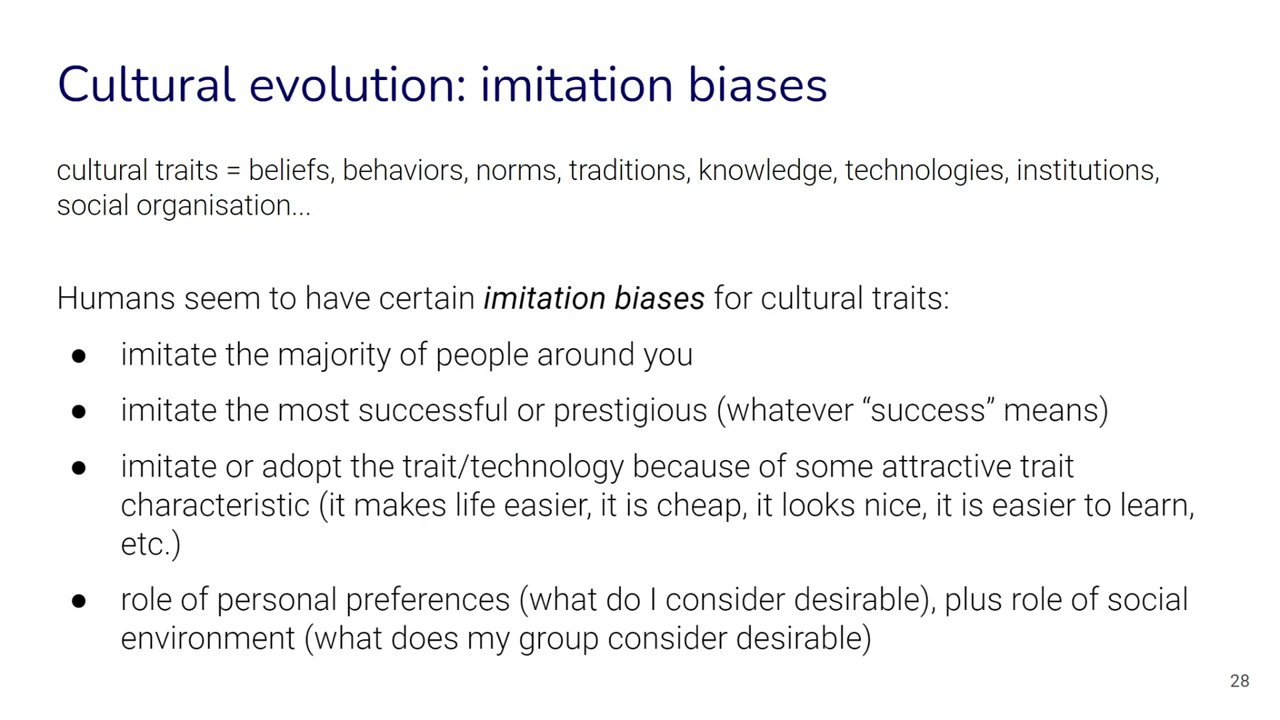 Cultural evolution: imitation biases
cultural traits = beliefs, behaviors, norms, traditions, knowledge, technologies, institutions,
social organisation...
Humans seem to have certain imitation biases for cultural traits:
● imitate the majority of people around you
● imitate the most successful or prestigious (whatever “success” means)
● imitate or adopt the trait/technology because of some attractive trait
characteristic (it makes life easier, it is cheap, it looks nice, it is easier to learn,
etc.)
● role of personal preferences (what do I consider desirable), plus role of social
environment (what does my group consider desirable)
28